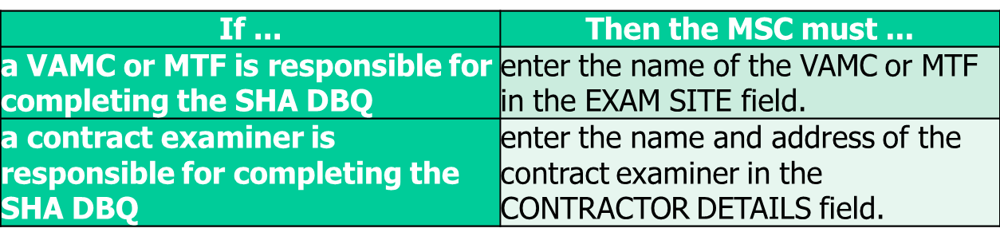 If ...
Then the MSC must ...
a VAMC or MTF is responsible for
completing the SHA DBQ
enter the name of the VAMC or MTF
in the EXAM SITE field.
a contract examiner is
responsible for completing the
SHA DBQ
enter the name and address of the
contract examiner in the
CONTRACTOR DETAILS field.